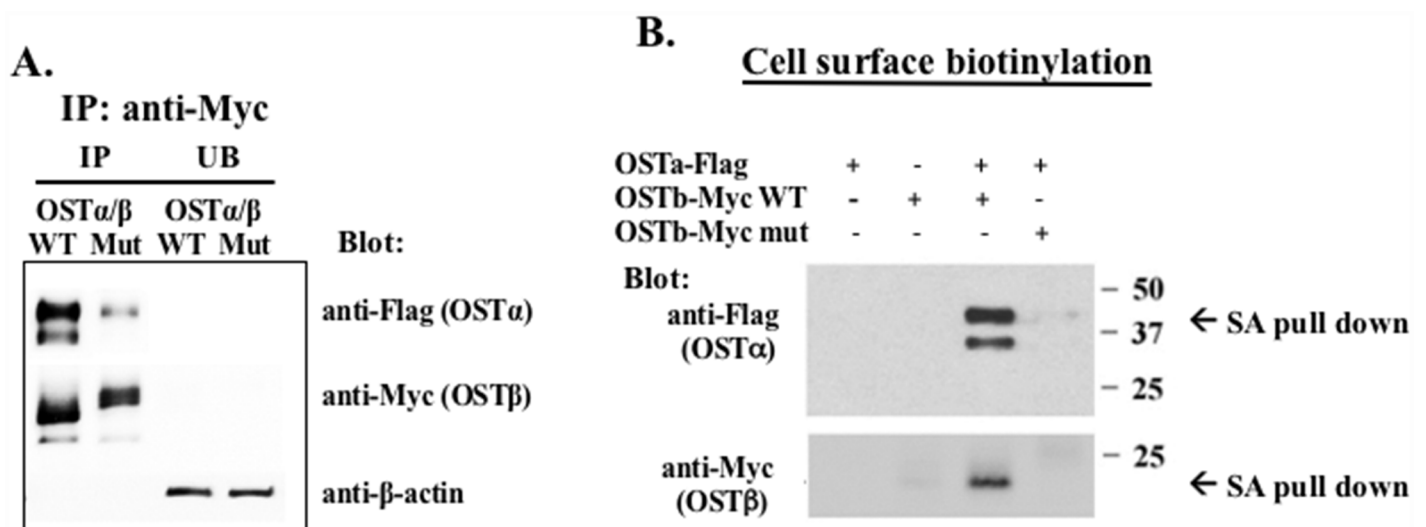 A.
IP: anti-Myc
IP UB
OSTα/β OSTα/β
WT Mut WT Mut
Blot:
anti-Flag (OSTα)
anti-Myc (OSTβ)
anti-β-actin
B.
Cell surface biotinylation
OSTa-Flag + - + +
OSTb-Myc WT - + + -
OSTb-Myc mut - - - +
Blot:
anti-Flag
(OSTα)
50
37
25
← SA pull down
anti-Myc
(OSTβ)
25
← SA pull down